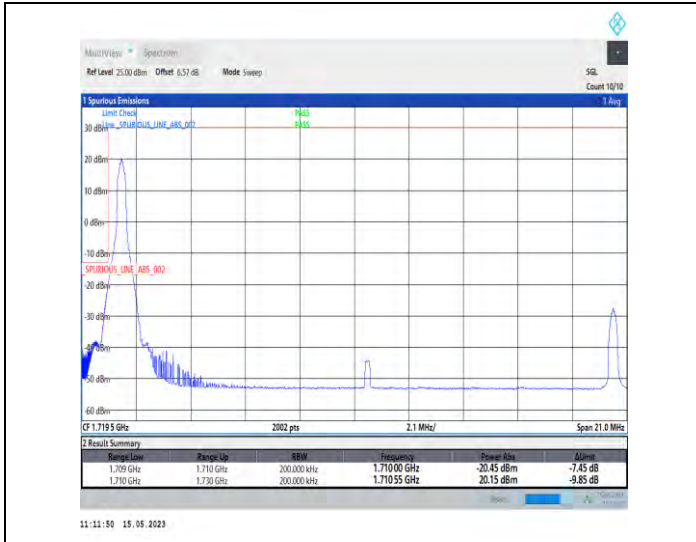 MultiView Spectrum
Ref Level 25.00 dBm Offset 6.57 dB Mode Sweep SGL
Count 10/10
1 Spurious Emissions 1 Avg
Limit Check PASS
Line _SPURIOUS_LINE_ABS_002 PASS
30 dBm
20 dBm
10 dBm
0 dBm
-10 dBm
_SPURIOUS_LINE_ABS_002
-20 dBm
-30 dBm
-40 dBm
-50 dBm
-60 dBm
CF 1.7195 GHz 2002 pts 2.1 MHz/ Span 21.0 MHz
2 Result Summary
Range Low Range Up RBW Frequency Power Abs ΔLimit
1.709 GHz 1.710 GHz 200.000 kHz 1.71000 GHz -20.45 dBm -7.45 dB
1.710 GHz 1.730 GHz 200.000 kHz 1.71055 GHz 20.15 dBm -9.85 dB
11:11:50 15.05.2023